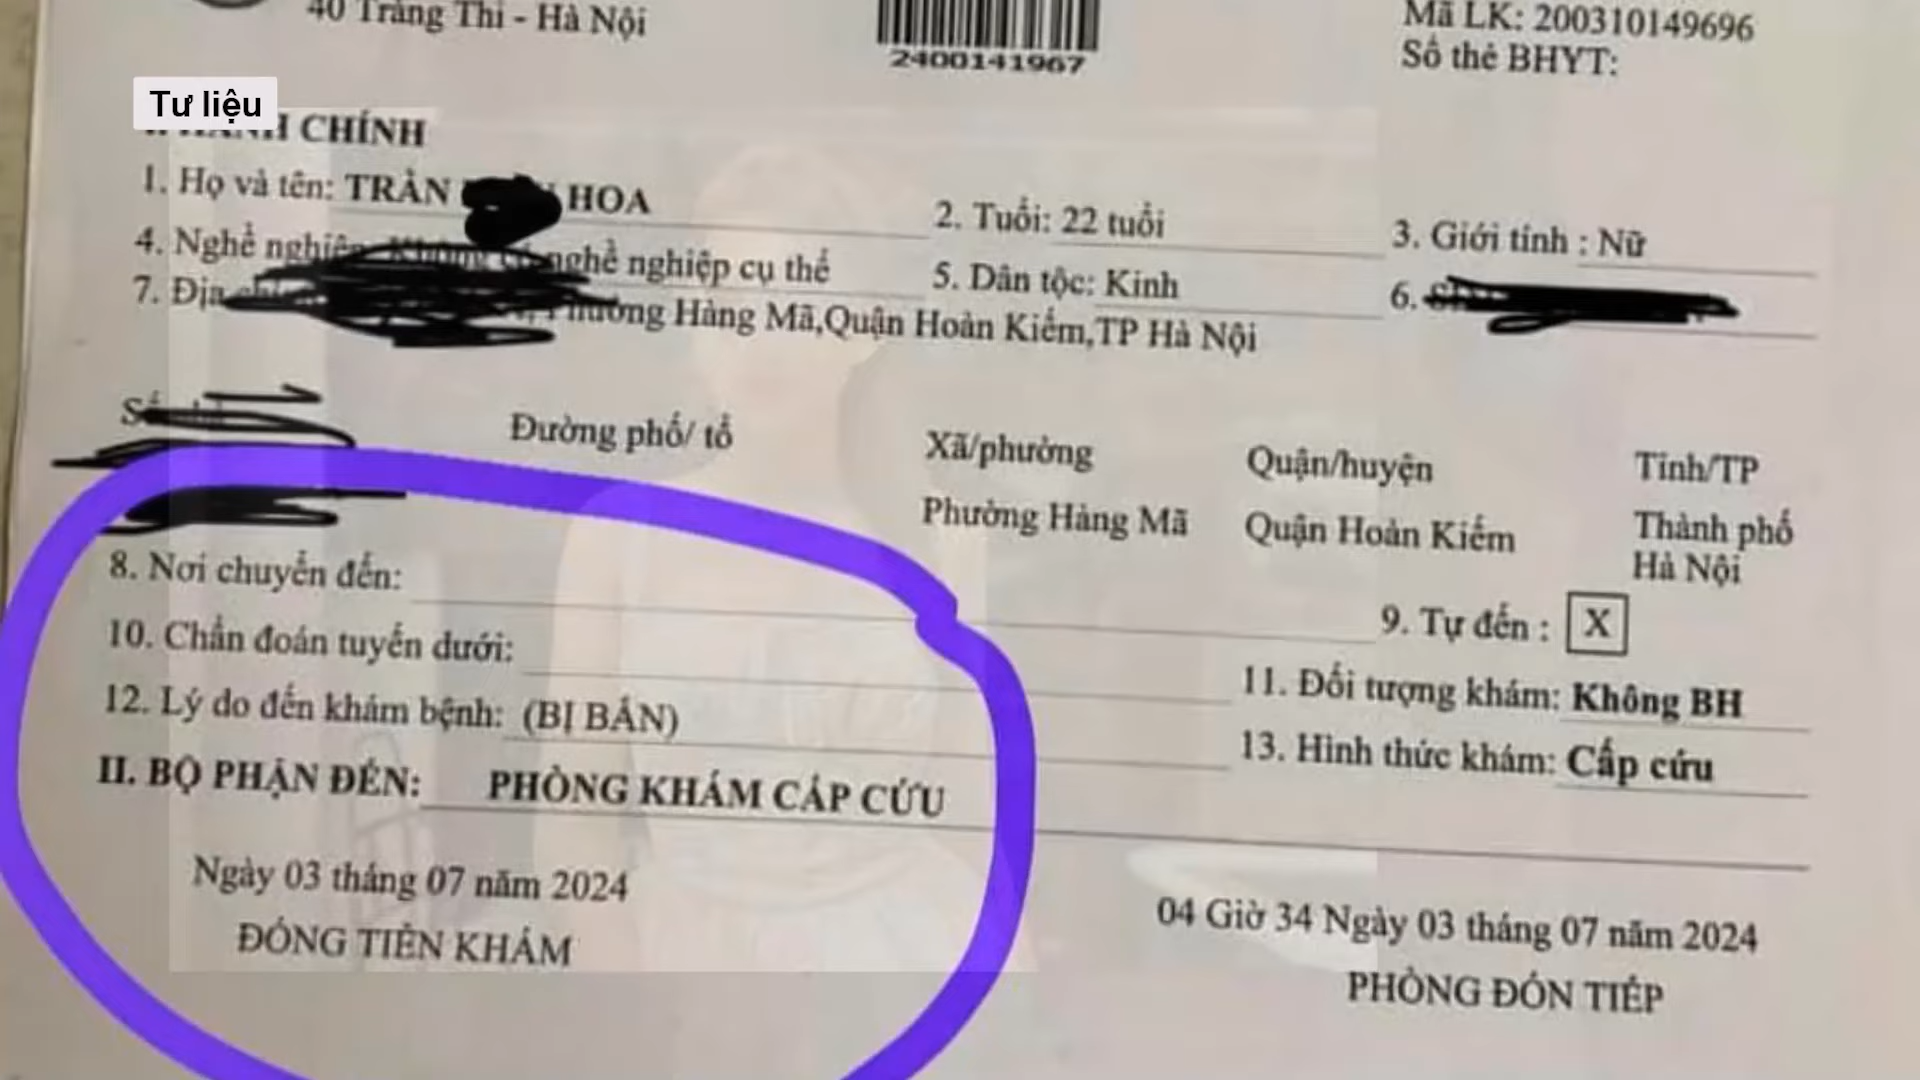 40 Tràng Thi - Hà Nội
2400141967
Mã LK: 200310149696
Số thẻ BHYT:
Tư liệu
CHÍNH
1. Họ và tên: TRẦN HOA
2. Tuổi: 22 tuổi
3. Giới tính : Nữ
4. Nghề nghiệp nghề nghiệp cụ thể
5. Dân tộc: Kinh
6.
7. Địa Phường Hàng Mã,Quận Hoàn Kiếm,TP Hà Nội
Đường phố/ tổ
Xã/phường
Quận/huyện
Tỉnh/TP
Phường Hàng Mã
Quận Hoàn Kiếm
Thành phố
Hà Nội
8. Nơi chuyển đến:
9. Tự đến : X
10. Chẩn đoán tuyến dưới:
11. Đối tượng khám: Không BH
12. Lý do đến khám bệnh: (BỊ BẮN)
13. Hình thức khám: Cấp cứu
II. BỘ PHẬN ĐẾN: PHÒNG KHÁM CẤP CỨU
Ngày 03 tháng 07 năm 2024
ĐÓNG TIỀN KHÁM
04 Giờ 34 Ngày 03 tháng 07 năm 2024
PHÒNG ĐÓN TIẾP